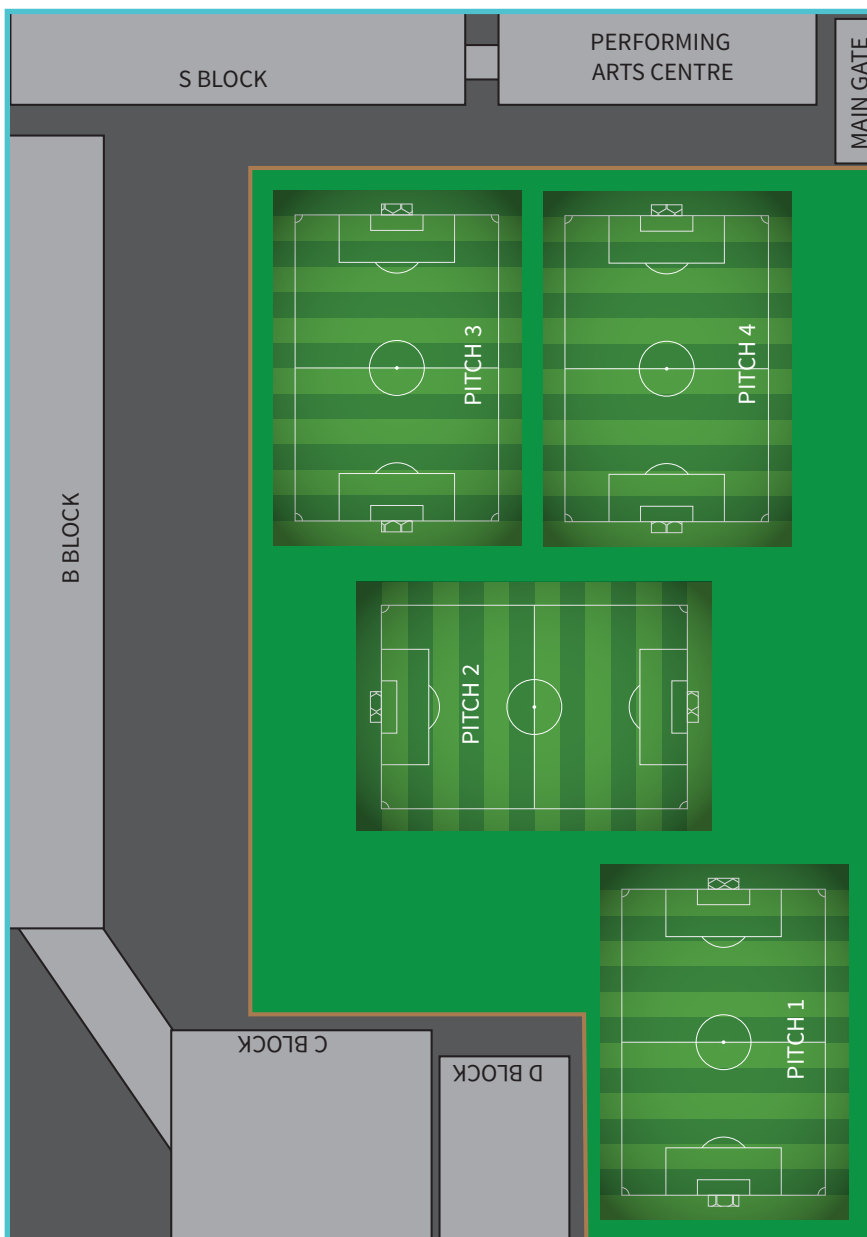 S BLOCK
PERFORMING
ARTS CENTRE
MAIN GATE
PITCH 3
PITCH 4
B BLOCK
PITCH 2
PITCH 1
C BLOCK
D BLOCK